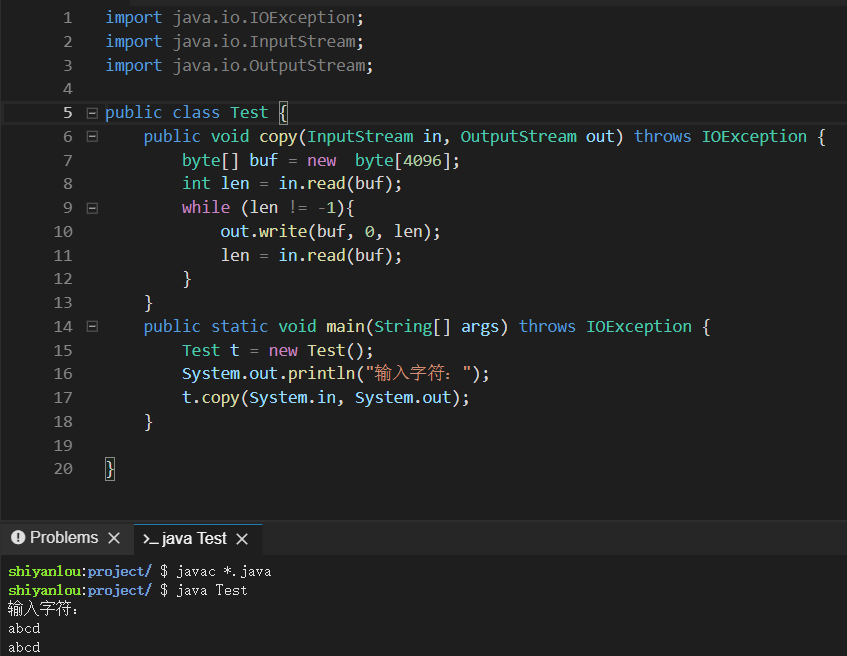 1 import java.io.IOException;
2 import java.io.InputStream;
3 import java.io.OutputStream;
4
5 public class Test {
6     public void copy(InputStream in, OutputStream out) throws IOException {
7         byte[] buf = new  byte[4096];
8         int len = in.read(buf);
9         while (len != -1){
10             out.write(buf, 0, len);
11             len = in.read(buf);
12         }
13     }
14     public static void main(String[] args) throws IOException {
15         Test t = new Test();
16         System.out.println("输入字符：");
17         t.copy(System.in, System.out);
18     }
19
20 }
Problems × >_ java Test ×
shiyanlou:project/ $ javac *.java
shiyanlou:project/ $ java Test
输入字符：
abcd
abcd